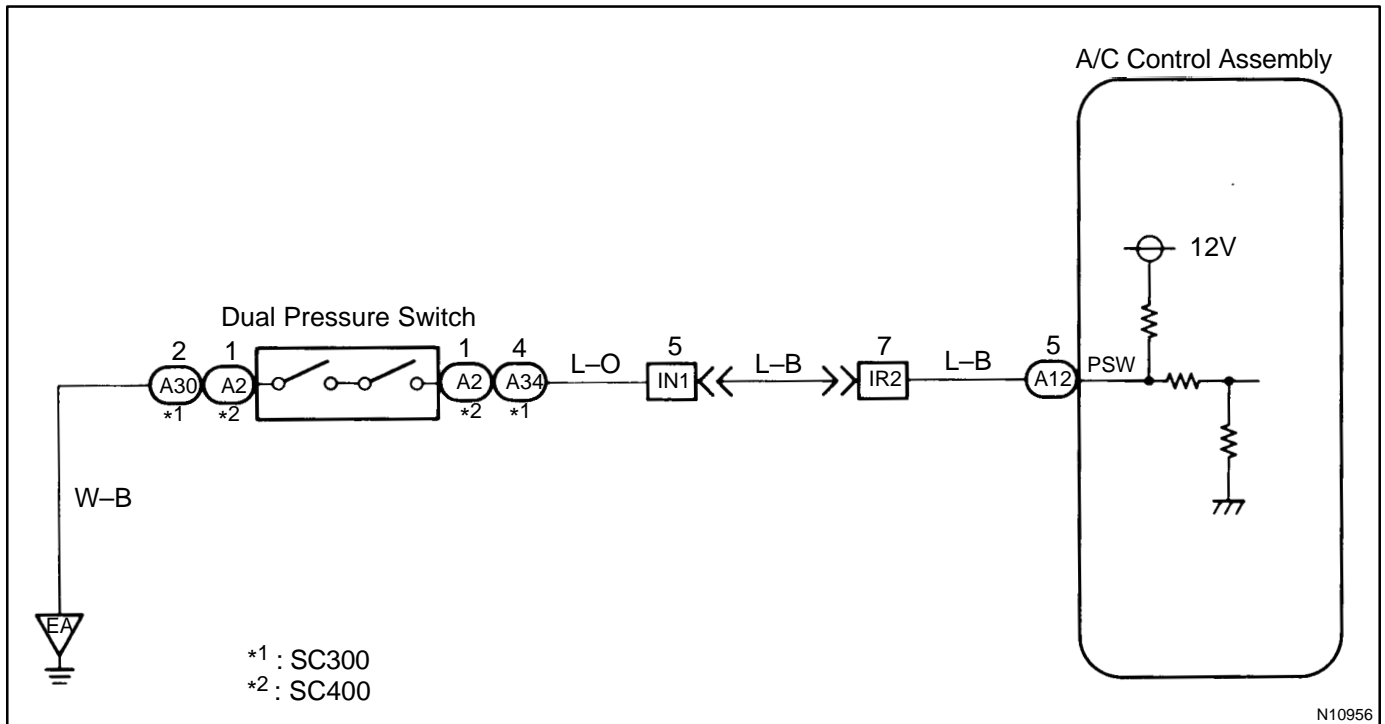 A/C Control Assembly
12V
Dual Pressure Switch
2 1 1 4 L–O 5 L–B 7 L–B 5 PSW
A30 A2 A2 A34 IN1 IR2 A12
*1 *2 *2 *1
W–B
EA
*1 : SC300
*2 : SC400
N10956